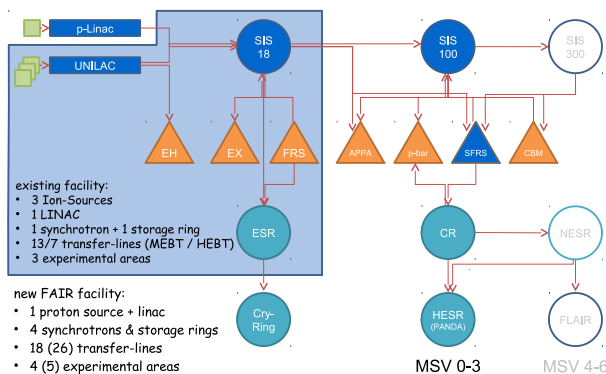 p-Linac
SIS
18
SIS
100
SIS
300
UNILAC
EH
EX
FRS
APPA
p-bar
SFRS
CBM
existing facility:
• 3 Ion-Sources
• 1 LINAC
• 1 synchrotron + 1 storage ring
• 13/7 transfer-lines (MEBT / HEBT)
• 3 experimental areas
ESR
CR
NESR
new FAIR facility:
• 1 proton source + linac
• 4 synchrotrons & storage rings
• 18 (26) transfer-lines
• 4 (5) experimental areas
Cry-
Ring
HESR
(PANDA)
FLAIR
MSV 0-3
MSV 4-6